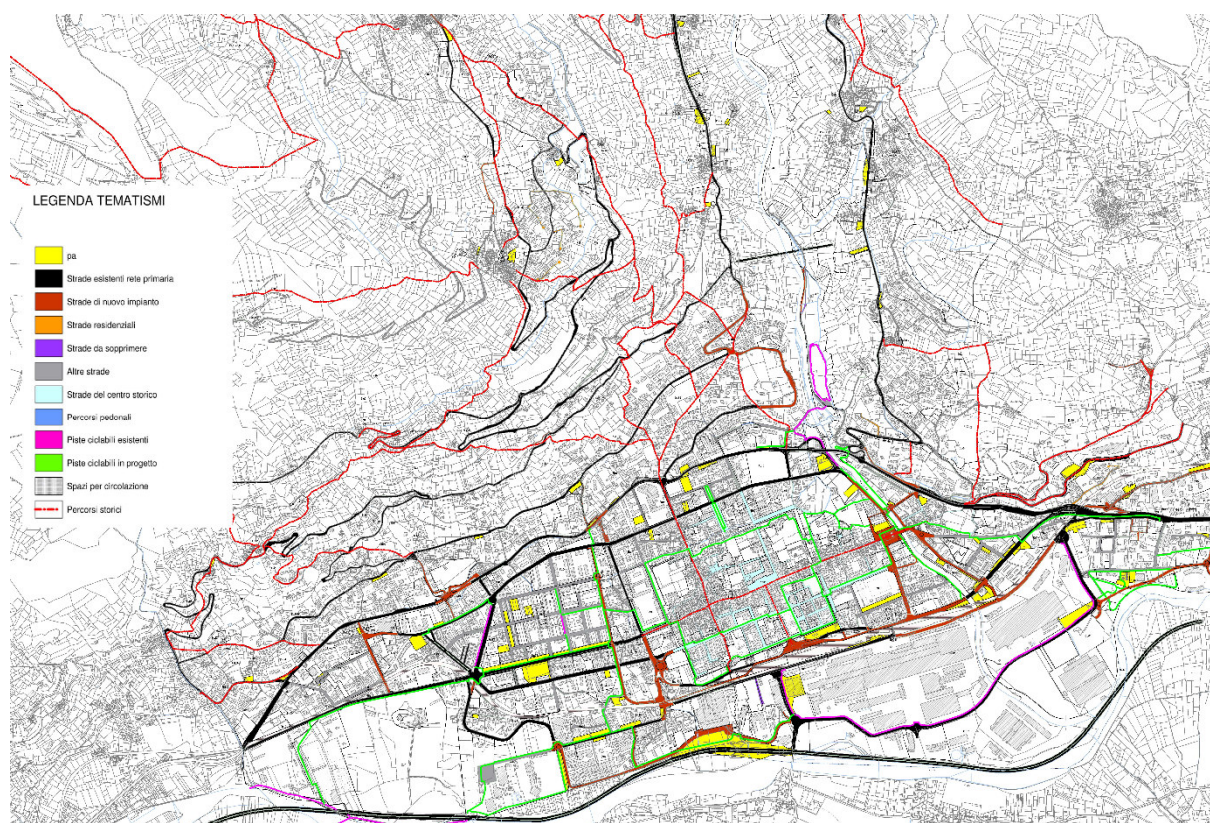 LEGENDA TEMATISMI
pa
Strade esistenti rete primaria
Strade di nuovo impianto
Strade residenziali
Strade da sopprimere
Altre strade
Strade del centro storico
Percorsi pedonali
Piste ciclabili esistenti
Piste ciclabili in progetto
Spazi per circolazione
Percorsi storici